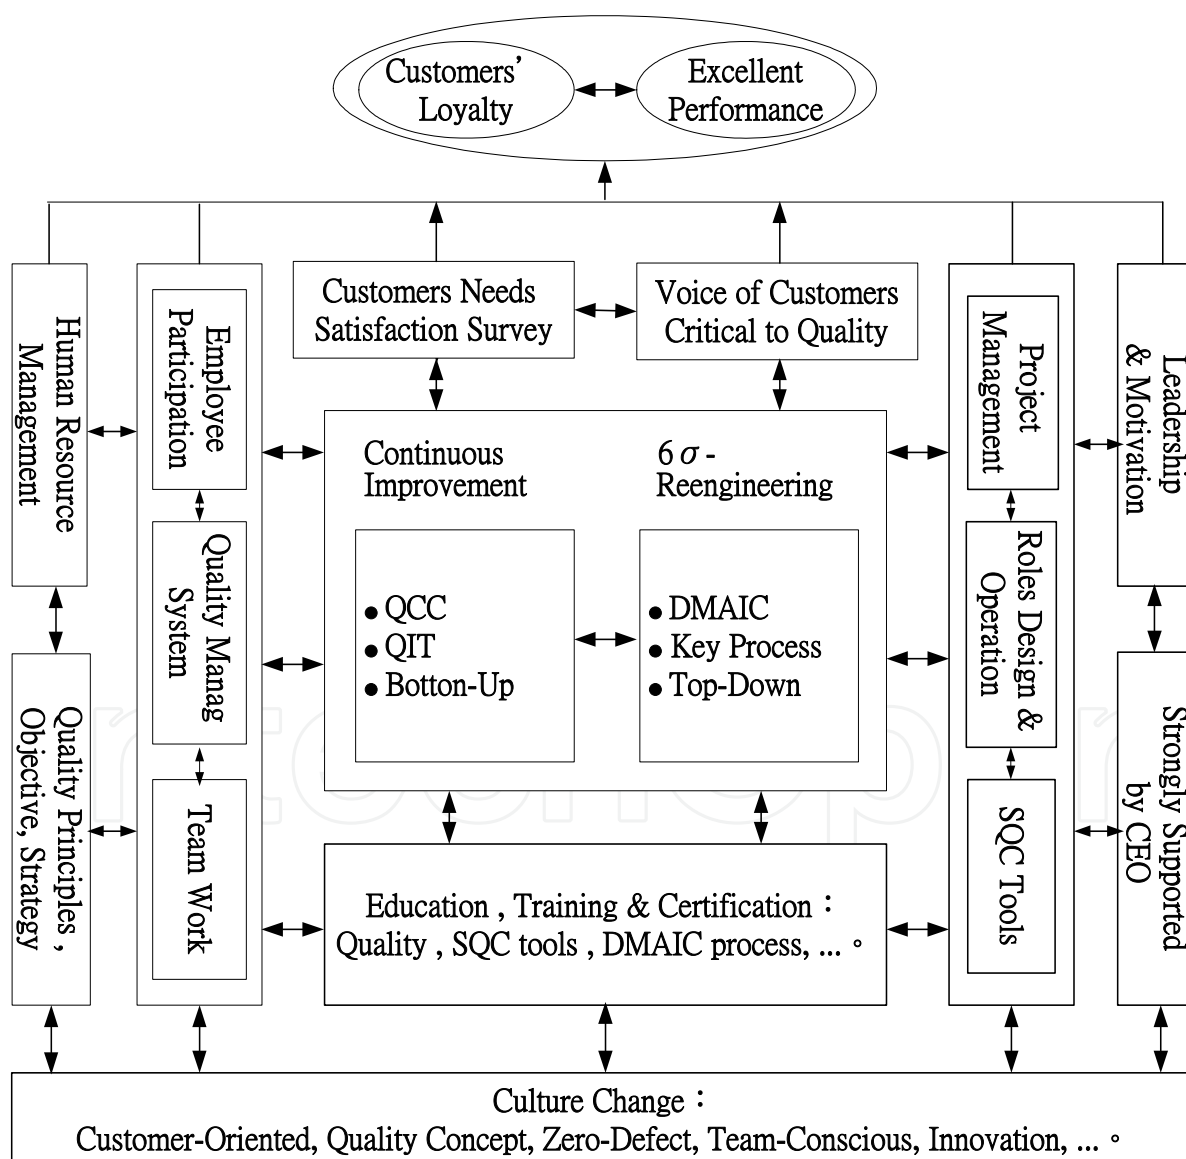 Customers’
Loyalty
Excellent
Performance
Customers Needs
Satisfaction Survey
Voice of Customers
Critical to Quality
Human Resource
Management
Employee
Participation
Project
Management
Leadership
& Motivation
Continuous
Improvement
6σ-
Reengineering
Quality Manag
System
● QCC
● QIT
● Botton-Up
● DMAIC
● Key Process
● Top-Down
Roles Design &
Operation
Quality Principles ,
Objective, Strategy
Team Work
SQC Tools
Strongly Supported
by CEO
Education , Training & Certification：
Quality , SQC tools , DMAIC process, ... 。
Culture Change：
Customer-Oriented, Quality Concept, Zero-Defect, Team-Conscious, Innovation, ... 。